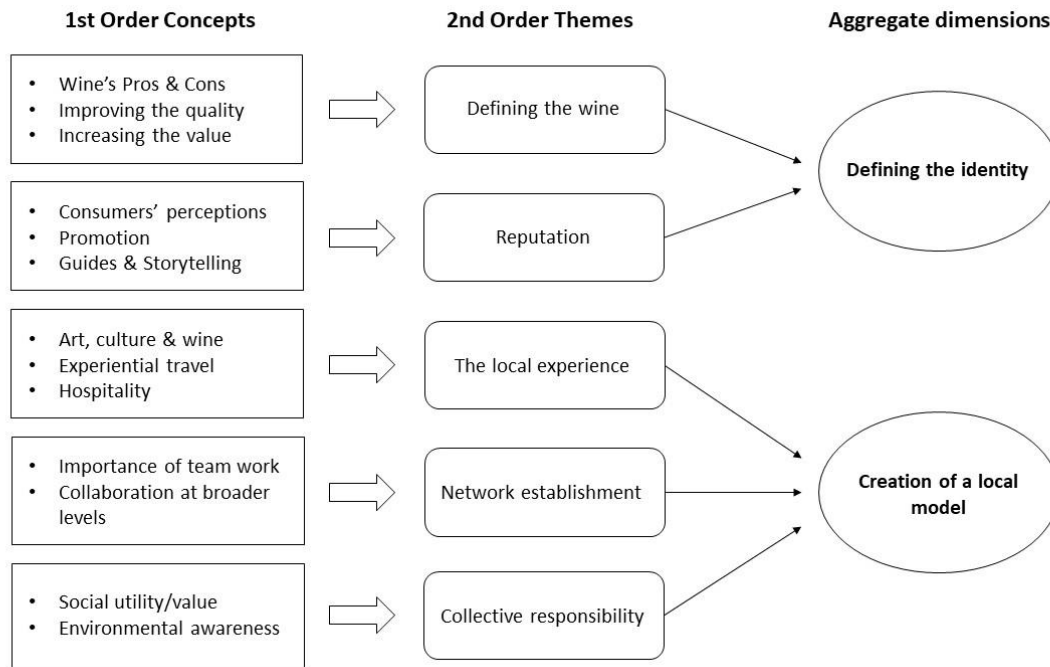 1st Order Concepts
2nd Order Themes
Aggregate dimensions
• Wine’s Pros & Cons
• Improving the quality
• Increasing the value
Defining the wine
• Consumers’ perceptions
• Promotion
• Guides & Storytelling
Reputation
Defining the identity
• Art, culture & wine
• Experiential travel
• Hospitality
The local experience
• Importance of team work
• Collaboration at broader
levels
Network establishment
• Social utility/value
• Environmental awareness
Collective responsibility
Creation of a local
model